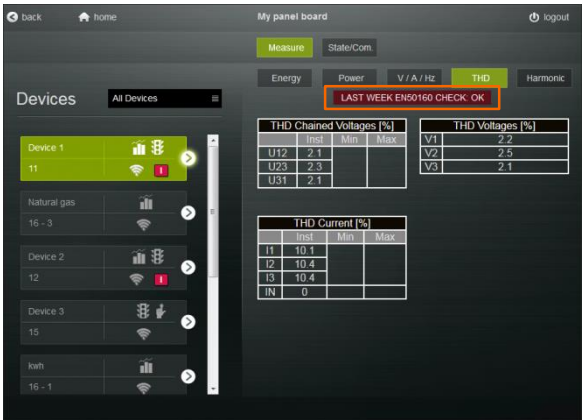 back home My panel board logout
Measure State/Com.
Energy Power V / A / Hz THD Harmonic
LAST WEEK EN50160 CHECK: OK
Devices All Devices
Device 1
11 I
Natural gas
16 - 3
Device 2
12 I
Device 3
15
kwh
16 - 1
THD Chained Voltages [%]
Inst Min Max
U12 2.1
U23 2.3
U31 2.1
THD Voltages [%]
V1 2.2
V2 2.5
V3 2.1
THD Current [%]
Inst Min Max
I1 10.1
I2 10.4
I3 10.4
IN 0